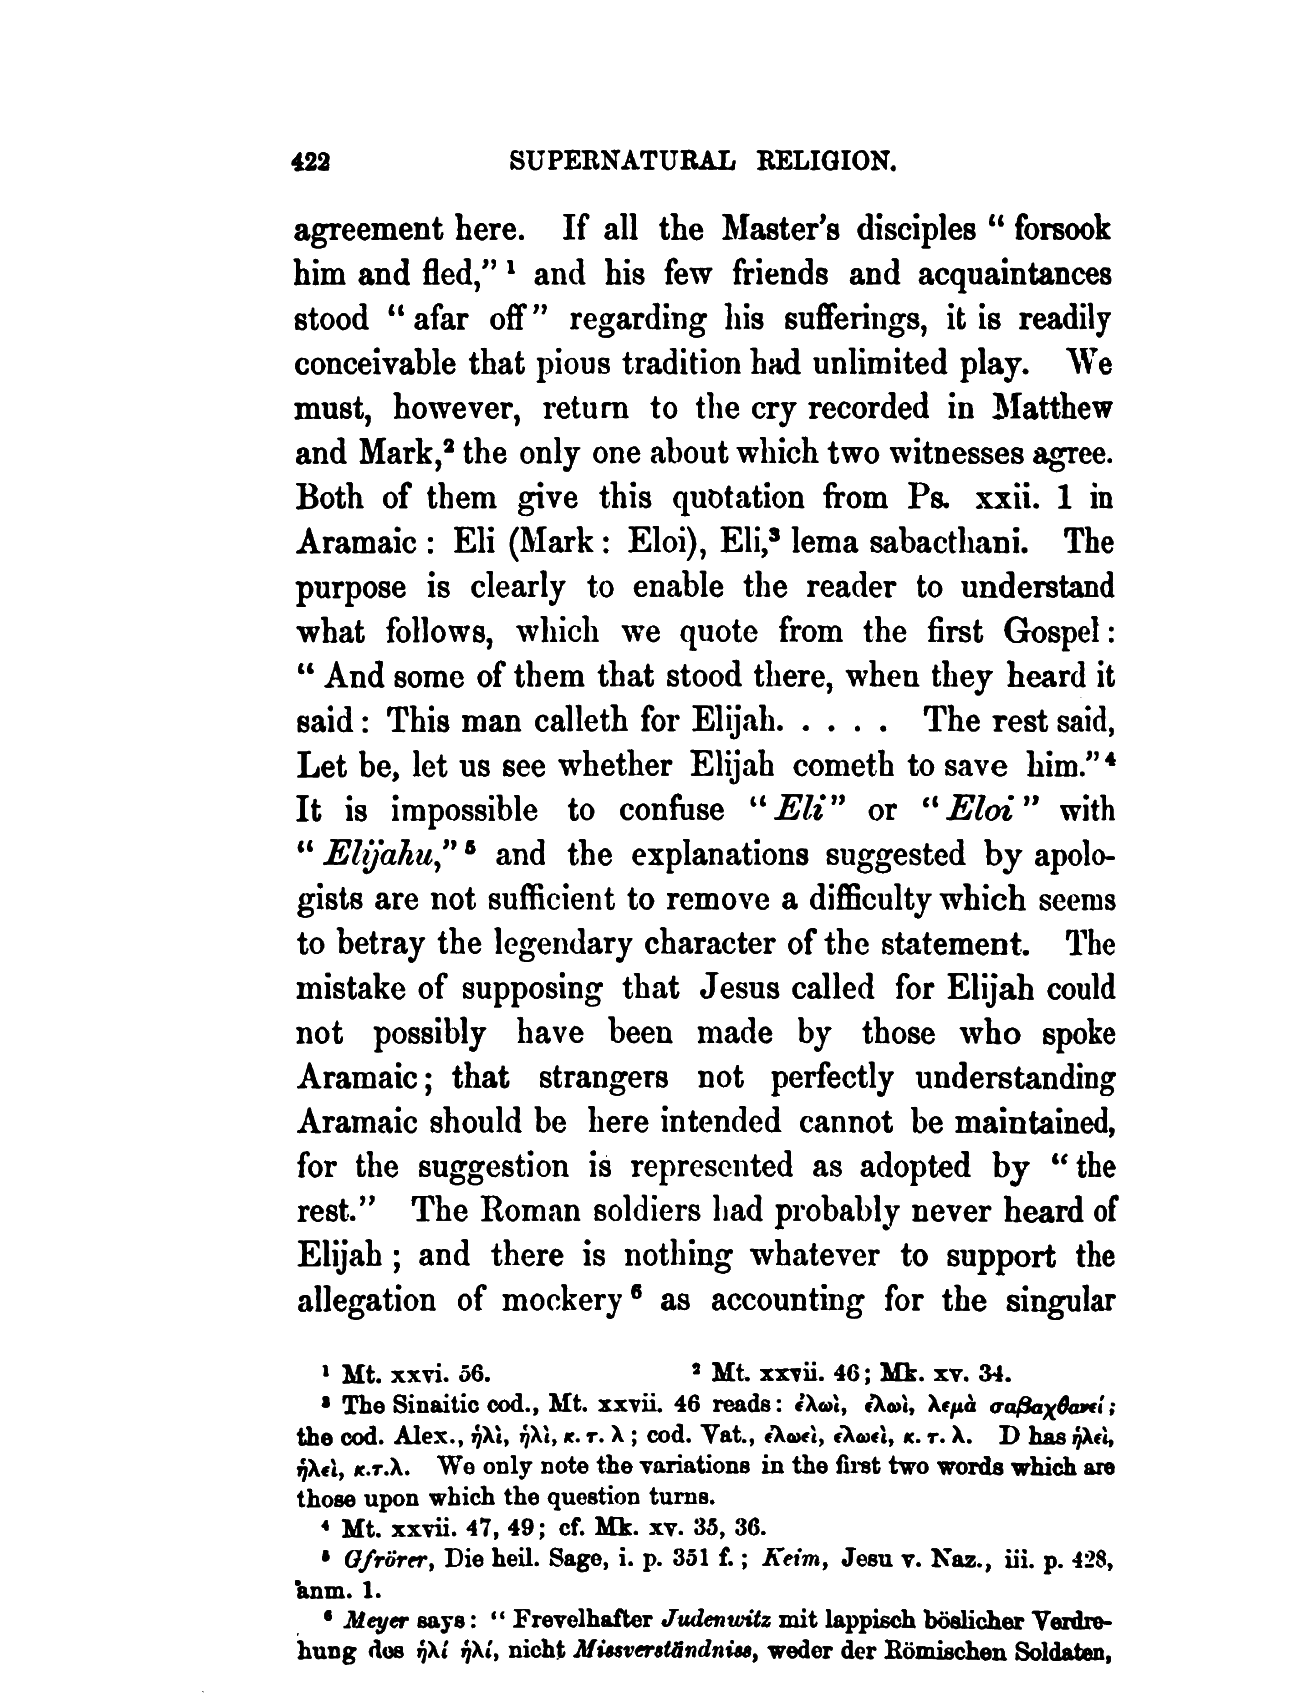 422 SUPERNATURAL RELIGION.
agreement here. If all the Master's disciples “ forsook
him and fled,” ¹ and his few friends and acquaintances
stood “ afar off” regarding his sufferings, it is readily
conceivable that pious tradition had unlimited play. We
must, however, return to the cry recorded in Matthew
and Mark,² the only one about which two witnesses agree.
Both of them give this quotation from Ps. xxii. 1 in
Aramaic : Eli (Mark : Eloi), Eli,³ lema sabacthani. The
purpose is clearly to enable the reader to understand
what follows, which we quote from the first Gospel :
“ And some of them that stood there, when they heard it
said : This man calleth for Elijah. . . . . The rest said,
Let be, let us see whether Elijah cometh to save him.” ⁴
It is impossible to confuse “ Eli” or “ Eloi ” with
“ Elijahu,” ⁵ and the explanations suggested by apolo-
gists are not sufficient to remove a difficulty which seems
to betray the legendary character of the statement. The
mistake of supposing that Jesus called for Elijah could
not possibly have been made by those who spoke
Aramaic ; that strangers not perfectly understanding
Aramaic should be here intended cannot be maintained,
for the suggestion is represented as adopted by “ the
rest.” The Roman soldiers had probably never heard of
Elijah ; and there is nothing whatever to support the
allegation of mockery ⁶ as accounting for the singular
¹ Mt. xxvi. 56. ² Mt. xxvii. 46 ; Mk. xv. 34.
³ The Sinaitic cod., Mt. xxvii. 46 reads : ἐλωὶ, ἐλωὶ, λεμὰ σαβαχθανεί ;
the cod. Alex., ἠλὶ, ἠλὶ, κ. τ. λ ; cod. Vat., ἐλωεὶ, ἐλωεὶ, κ. τ. λ. D has ἠλεὶ,
ἠλεὶ, κ.τ.λ. We only note the variations in the first two words which are
those upon which the question turns.
⁴ Mt. xxvii. 47, 49 ; cf. Mk. xv. 35, 36.
⁵ Gfrörer, Die heil. Sage, i. p. 351 f. ; Keim, Jesu v. Naz., iii. p. 428,
anm. 1.
⁶ Meyer says : “ Frevelhafter Judenwitz mit lappisch böslicher Verdre-
hung des ἠλί ἠλί, nicht Missverständniss, weder der Römischen Soldaten,